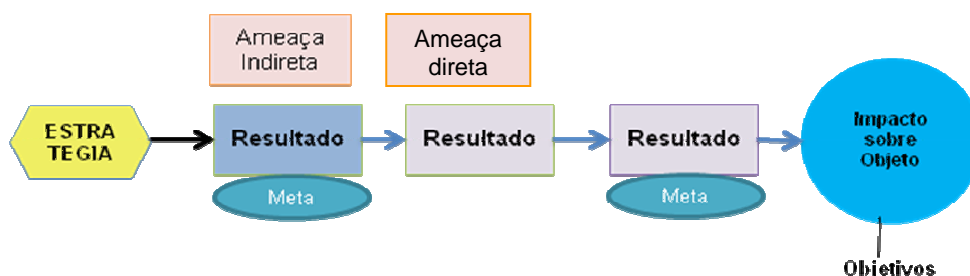 Ameaça
Indireta
Ameaça
direta
ESTRA
TEGIA
Resultado
Resultado
Resultado
Impacto
sobre
Objeto
Meta
Meta
Objetivos